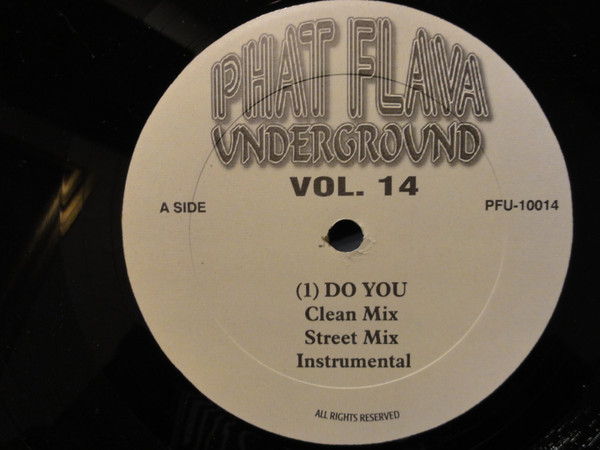 PHAT FLAVA
UNDERGROUND
VOL. 14
A SIDE
PFU-10014
(1) DO YOU
Clean Mix
Street Mix
Instrumental
ALL RIGHTS RESERVED